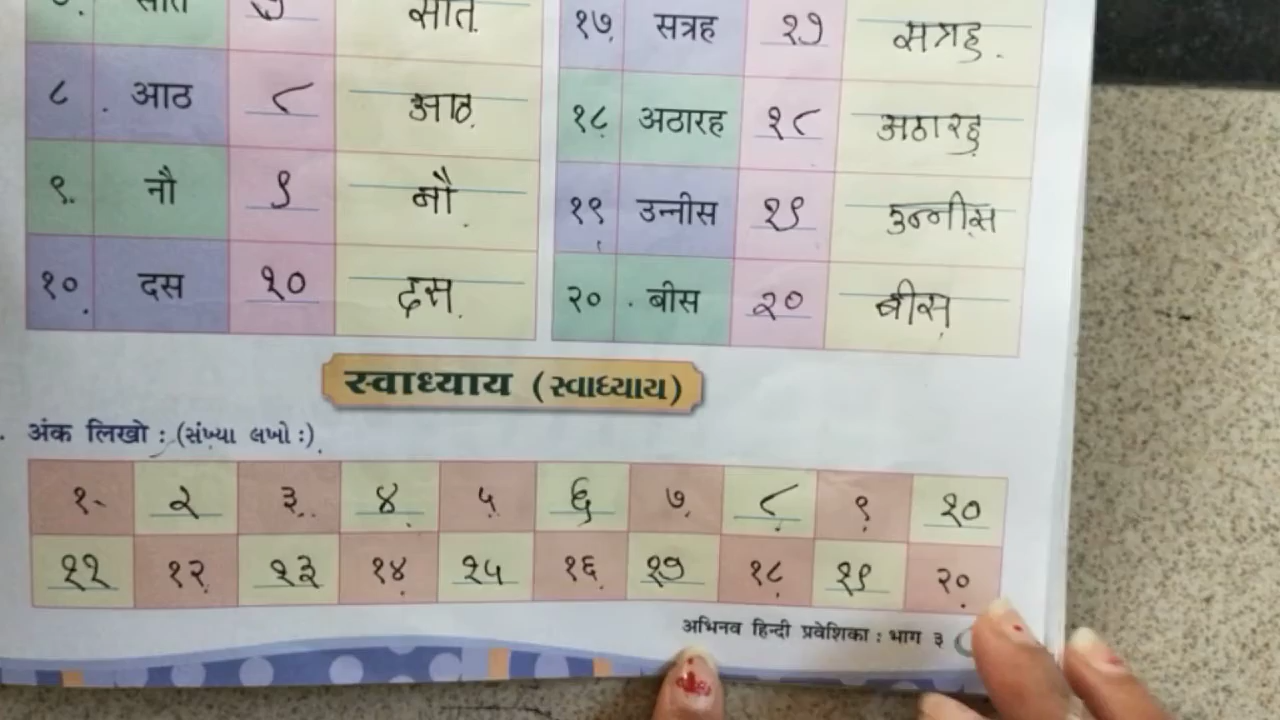 ७. सात ७ सात. १७. सत्रह १७ सत्रह.
८. आठ ८ आठ. १८. अठारह १८ अठारह.
९. नौ ९ नौ. १९ उन्नीस १९ उन्नीस
१०. दस १० दस. २०. बीस २० बीस.
स्वाध्याय (સ્વાધ્યાય)
अंक लिखो : (સંખ્યા લખો :)
१ २ ३ ४ ५ ६ ७ ८ ९ १०
११ १२ १३ १४ १५ १६ १७ १८ १९ २०
अभिनव हिन्दी प्रवेशिका : भाग ३